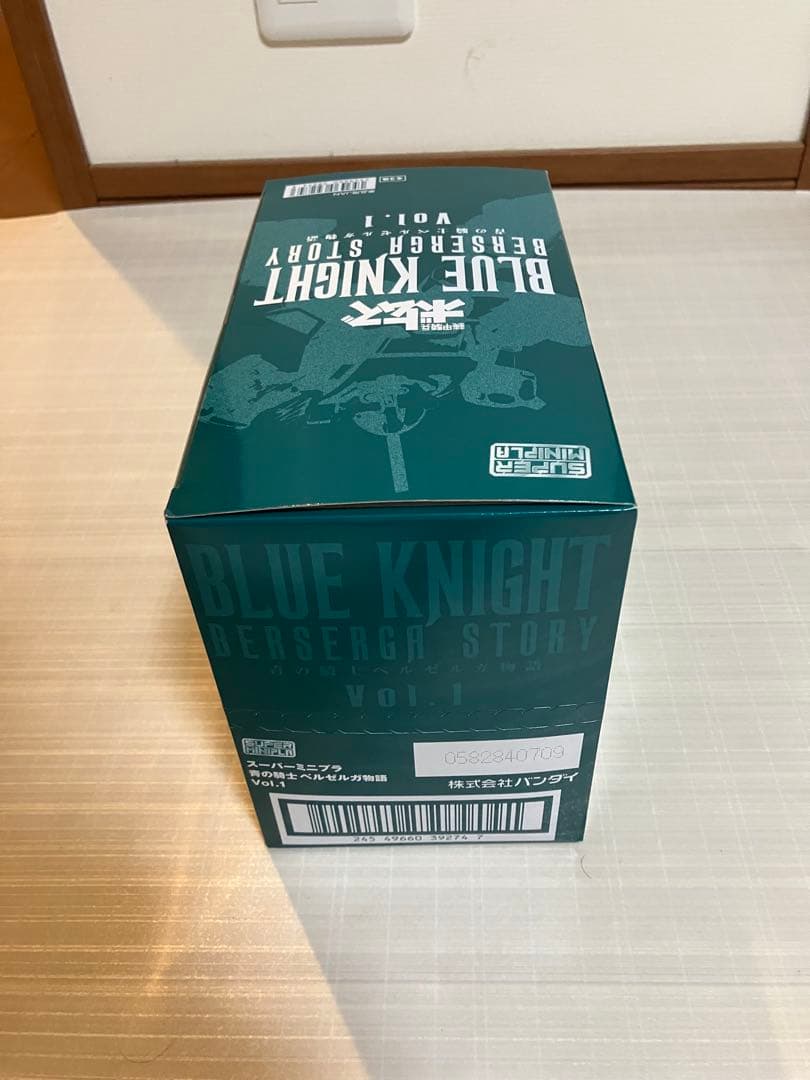 全3種
Vol.1
青の騎士ベルゼルガ物語
BERSERGA STORY
BLUE KNIGHT
装甲騎兵
ボトムズ
SUPER
MINIPLA
BLUE KNIGHT
BERSERGA STORY
青の騎士ベルゼルガ物語
Vol.1
SUPER
MINIPLA
スーパーミニプラ
青の騎士 ベルゼルガ物語
Vol.1
0582840709
株式会社バンダイ
245 49660 39274 7